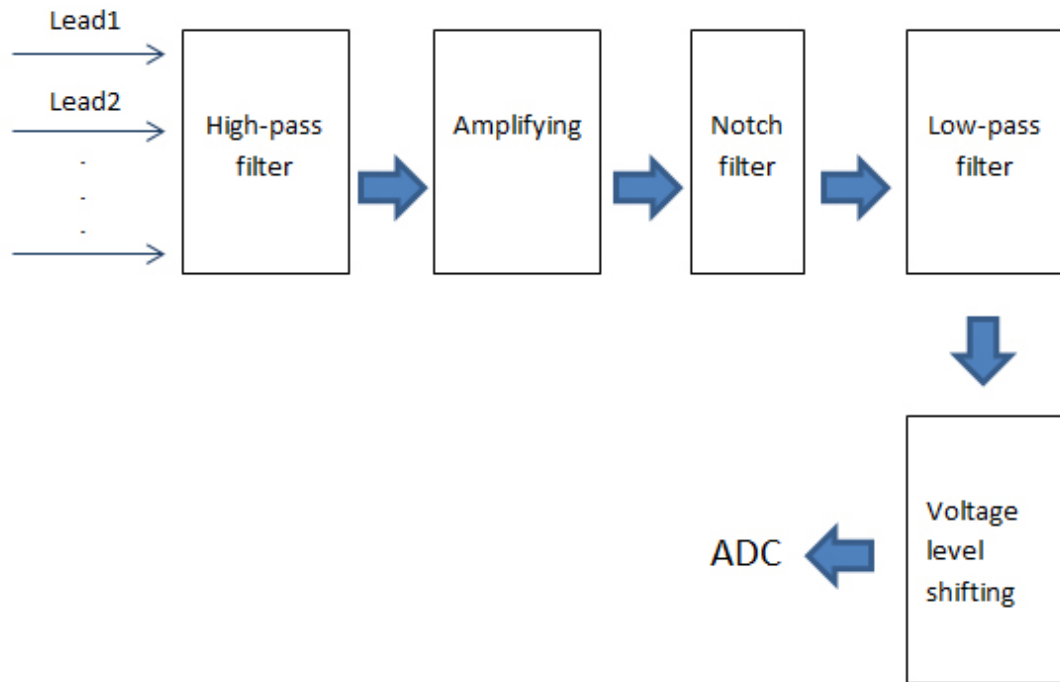 Lead1
Lead2
High-pass
filter
Amplifying
Notch
filter
Low-pass
filter
Voltage
level
shifting
ADC